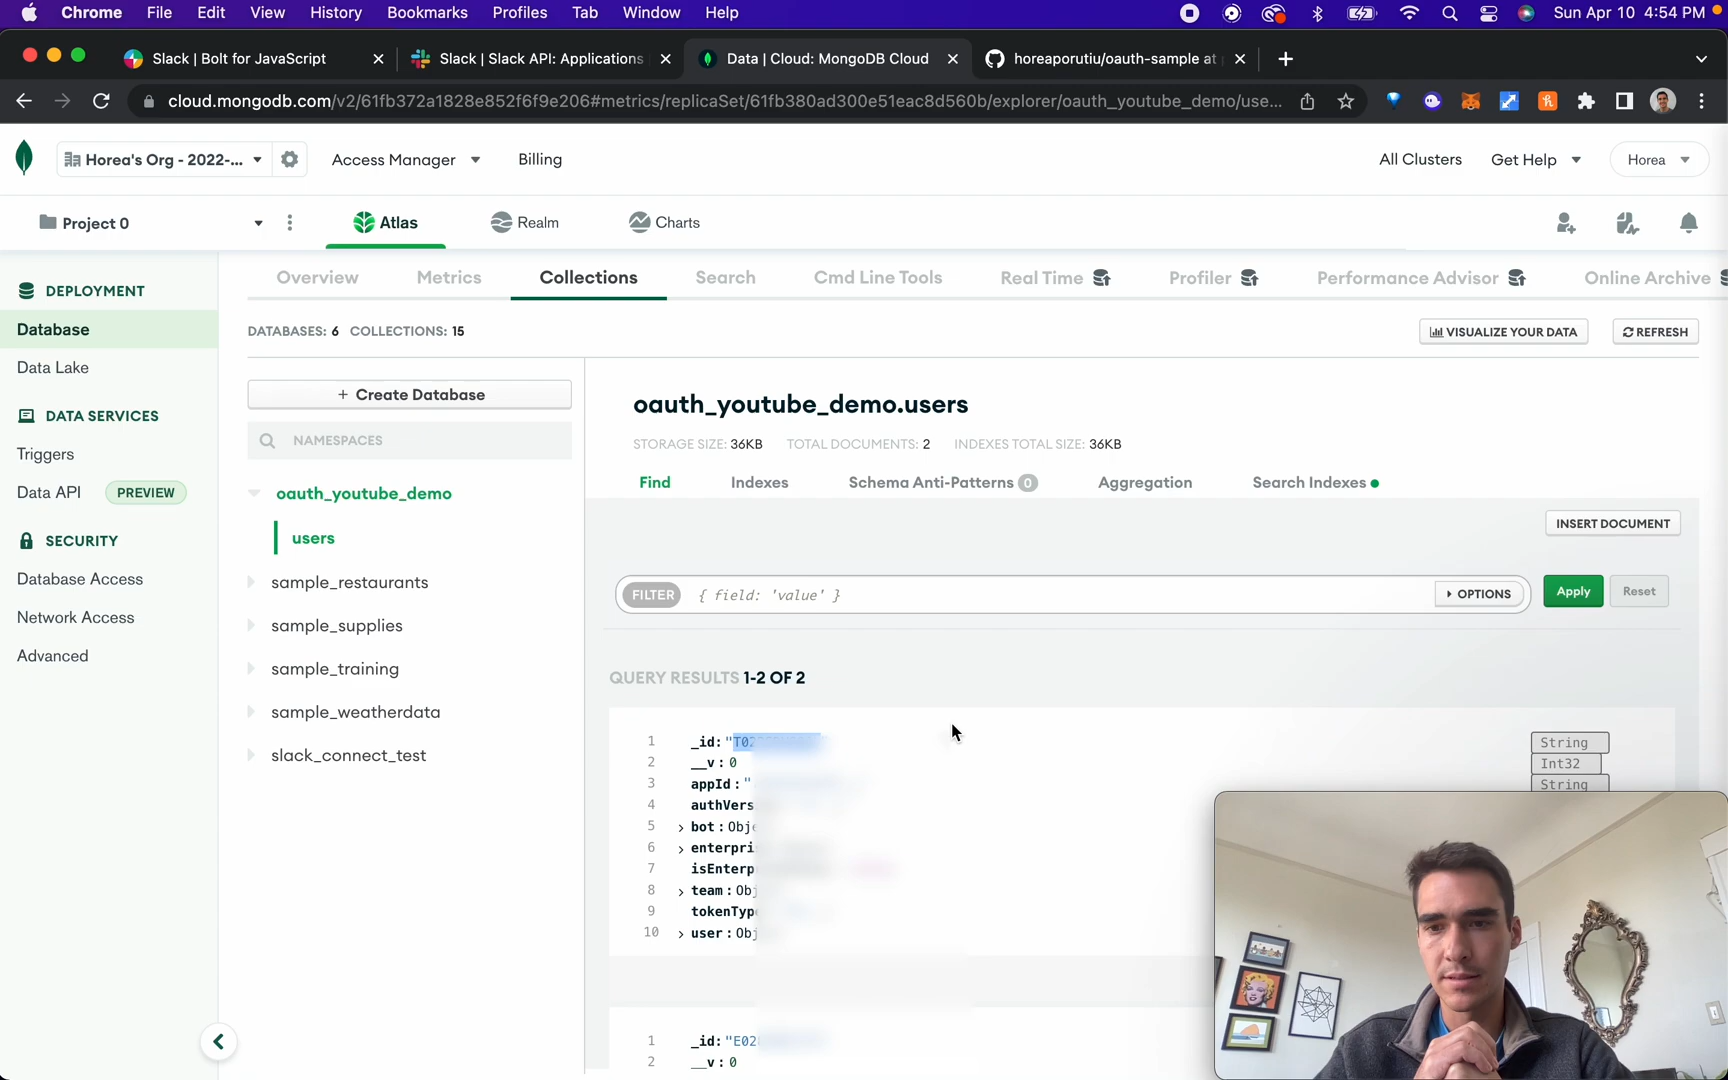 Chrome File Edit View History Bookmarks Profiles Tab Window Help Sun Apr 10 4:54 PM
Slack | Bolt for JavaScript Slack | Slack API: Applications Data | Cloud: MongoDB Cloud horeaporutiu/oauth-sample at
cloud.mongodb.com/v2/61fb372a1828e852f6f9e206#metrics/replicaSet/61fb380ad300e51eac8d560b/explorer/oauth_youtube_demo/use...
Horea's Org - 2022-... Access Manager Billing All Clusters Get Help Horea
Project 0 Atlas Realm Charts
DEPLOYMENT
Database
Data Lake
DATA SERVICES
Triggers
Data API PREVIEW
SECURITY
Database Access
Network Access
Advanced
Overview Metrics Collections Search Cmd Line Tools Real Time Profiler Performance Advisor Online Archive
DATABASES: 6 COLLECTIONS: 15 VISUALIZE YOUR DATA REFRESH
+ Create Database
NAMESPACES
oauth_youtube_demo
users
sample_restaurants
sample_supplies
sample_training
sample_weatherdata
slack_connect_test
oauth_youtube_demo.users
STORAGE SIZE: 36KB TOTAL DOCUMENTS: 2 INDEXES TOTAL SIZE: 36KB
Find Indexes Schema Anti-Patterns 0 Aggregation Search Indexes
INSERT DOCUMENT
FILTER { field: 'value' } OPTIONS Apply Reset
QUERY RESULTS 1-2 OF 2
1 _id: "T02 String
2 __v: 0 Int32
3 appId: " String
4 authVers
5 > bot: Obje
6 > enterpri
7 isEnterp
8 > team: Obj
9 tokenTyp
10 > user: Obj
1 _id: "E02
2 __v: 0